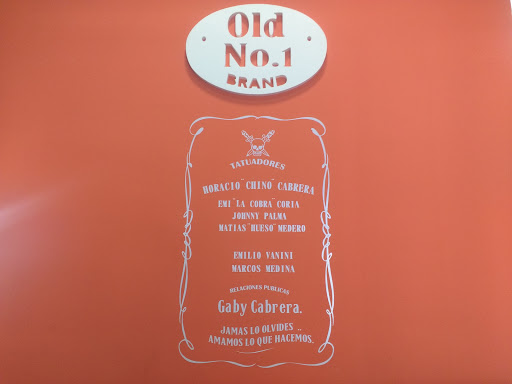 Old
No.1
BRAND
TATUADORES
HORACIO "CHINO" CABRERA
EMI "LA COBRA" CORIA
JOHNNY PALMA
MATIAS "HUESO" MEDERO
EMILIO VANINI
MARCOS MEDINA
RELACIONES PUBLICAS
Gaby Cabrera.
JAMAS LO OLVIDES ..
AMAMOS LO QUE HACEMOS.